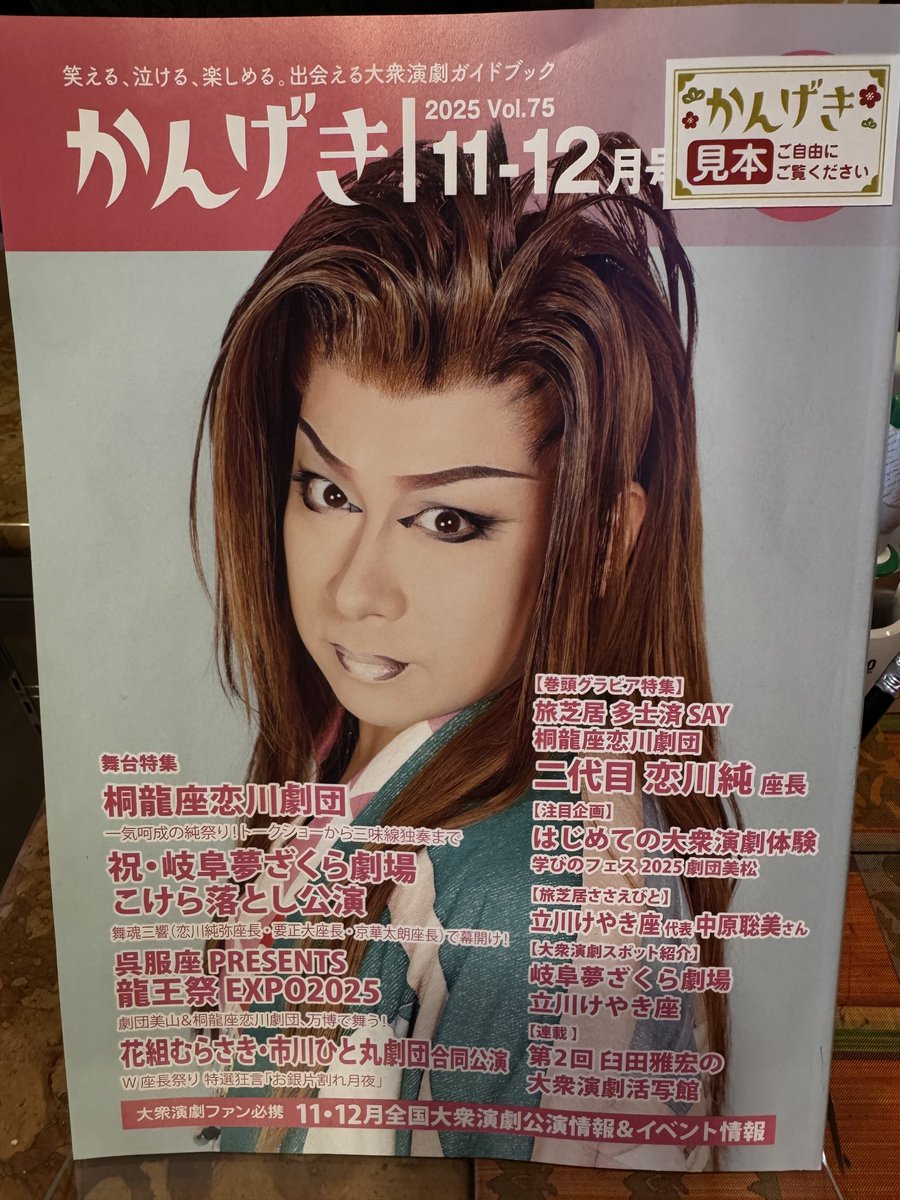 笑える、泣ける、楽しめる。出会える大衆演劇ガイドブック
かんげき
2025 Vol.75
11-12月号
かんげき
見本
ご自由に
ご覧ください
舞台特集
桐龍座恋川劇団
一気呵成の純祭り!トークショーから三味線独奏まで
祝・岐阜夢ざくら劇場
こけら落とし公演
舞魂三響(恋川純弥座長・要正大座長・京華太朗座長)で幕開け!
呉服座 PRESENTS
龍王祭 EXPO2025
劇団美山&桐龍座恋川劇団、万博で舞う!
花組むらさき・市川ひと丸劇団合同公演
W座長祭り 特選狂言「お銀片割れ月夜」
【巻頭グラビア特集】
旅芝居 多士済SAY
桐龍座恋川劇団
二代目 恋川純 座長
【注目企画】
はじめての大衆演劇体験
学びのフェス2025 劇団美松
【旅芝居ささえびと】
立川けやき座代表 中原聡美さん
【大衆演劇スポット紹介】
岐阜夢ざくら劇場
立川けやき座
【連載】
第2回 臼田雅宏の
大衆演劇活写館
大衆演劇ファン必携 11・12月全国大衆演劇公演情報&イベント情報